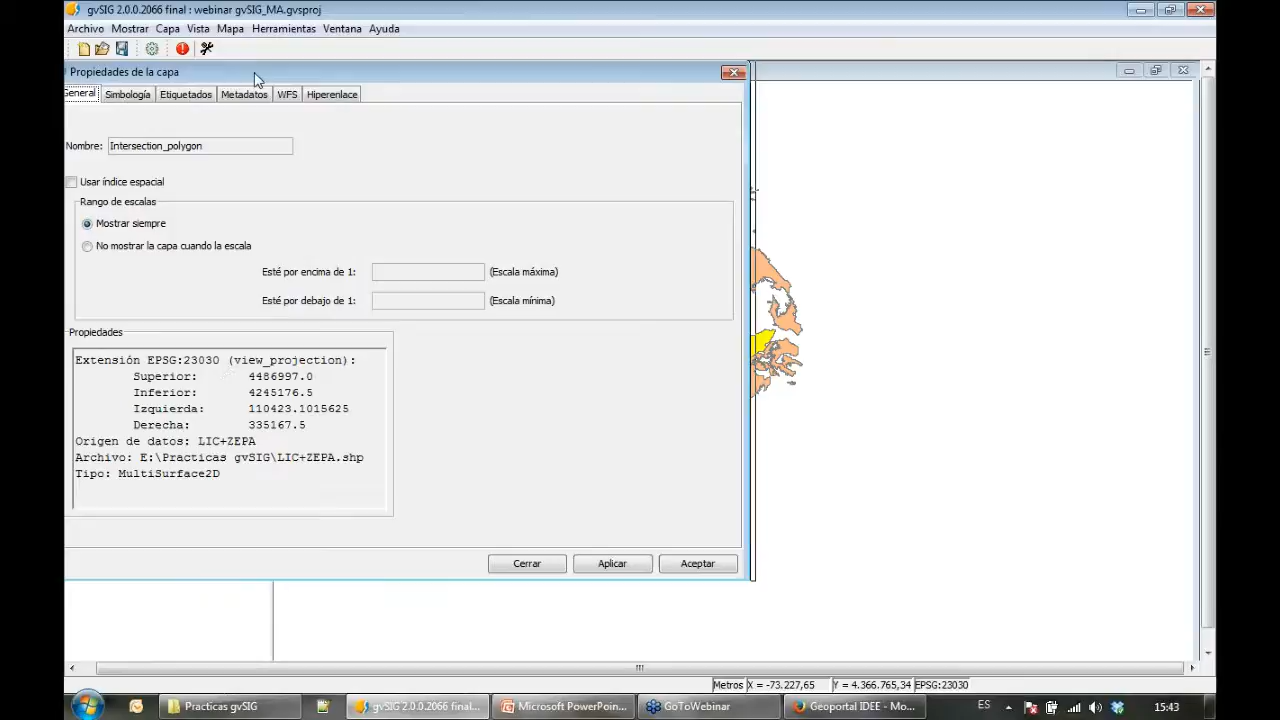 gvSIG 2.0.0.2066 final : webinar gvSIG_MA.gvsproj
Archivo Mostrar Capa Vista Mapa Herramientas Ventana Ayuda
Propiedades de la capa
General Simbología Etiquetados Metadatos WFS Hiperenlace
Nombre: Intersection_polygon
Usar índice espacial
Rango de escalas
Mostrar siempre
No mostrar la capa cuando la escala
Esté por encima de 1: (Escala máxima)
Esté por debajo de 1: (Escala mínima)
Propiedades
Extensión EPSG:23030 (view_projection):
Superior: 4486997.0
Inferior: 4245176.5
Izquierda: 110423.1015625
Derecha: 335167.5
Origen de datos: LIC+ZEPA
Archivo: E:\Practicas gvSIG\LIC+ZEPA.shp
Tipo: MultiSurface2D
Cerrar Aplicar Aceptar
Metros X = -73.227,65 Y = 4.366.765,34 EPSG:23030
Practicas gvSIG gvSIG 2.0.0.2066 final... Microsoft PowerPoint... GoToWebinar Geoportal IDEE - Mo... ES 15:43